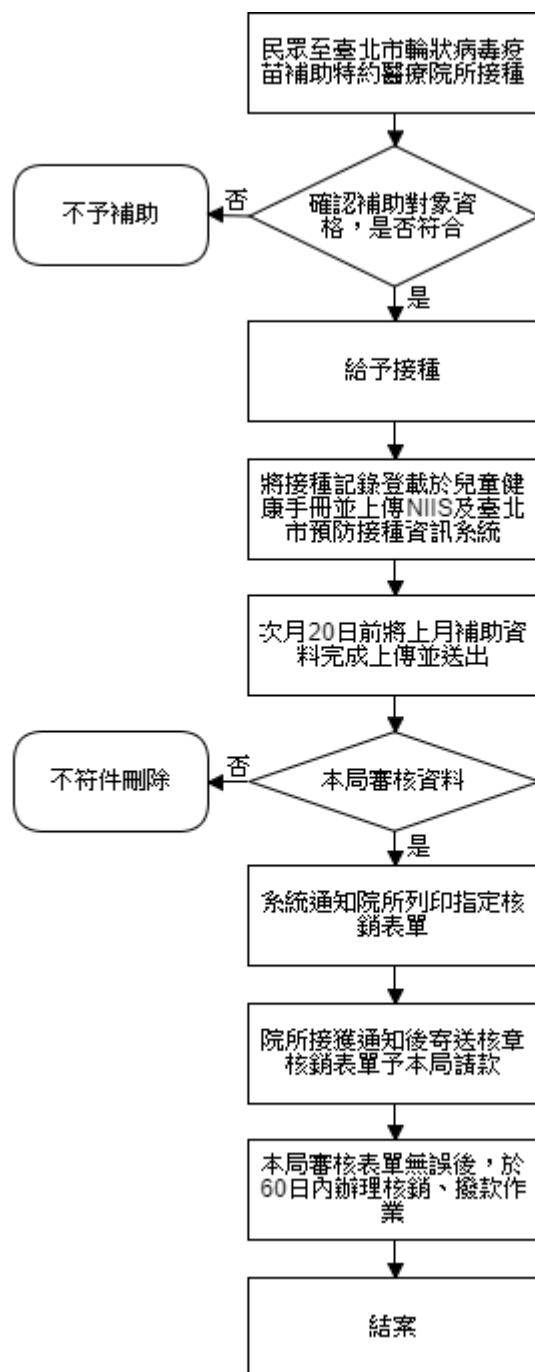 民眾至臺北市輪狀病毒疫
苗補助特約醫療院所接種
不予補助
否
確認補助對象資
格，是否符合
是
給予接種
將接種記錄登載於兒童健
康手冊並上傳NIIS及臺北
市預防接種資訊系統
次月20日前將上月補助資
料完成上傳並送出
不符件刪除
否
本局審核資料
是
系統通知院所列印指定核
銷表單
院所接獲通知後寄送核章
核銷表單予本局請款
本局審核表單無誤後，於
60日內辦理核銷、撥款作
業
結案